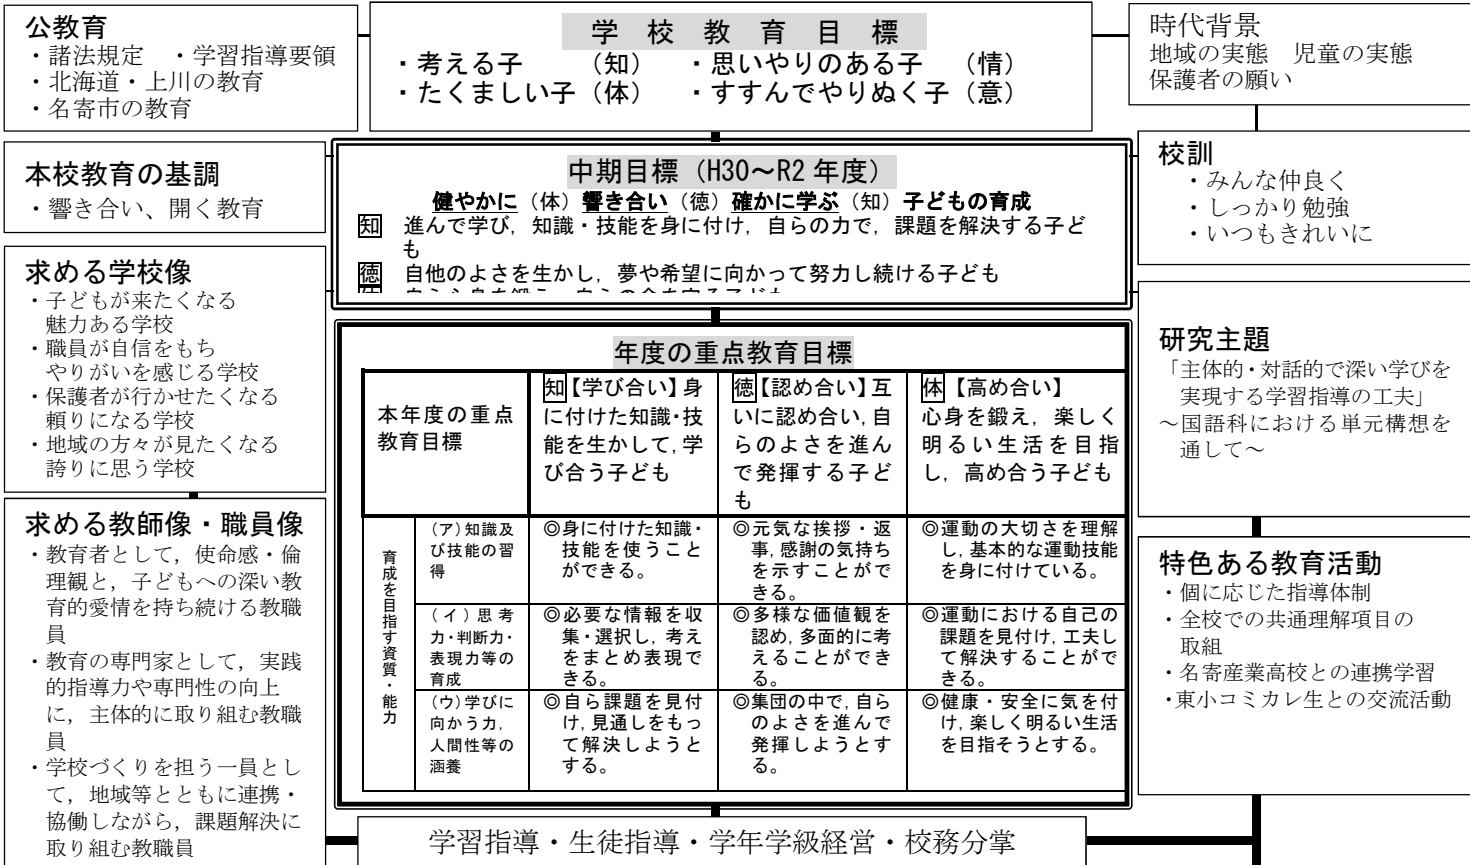 公教育
・諸法規定　・学習指導要領
・北海道・上川の教育
・名寄市の教育
学　校　教　育　目　標
・考える子　　（知）　・思いやりのある子　（情）
・たくましい子（体）　・すすんでやりぬく子（意）
時代背景
地域の実態　児童の実態
保護者の願い
本校教育の基調
・響き合い、開く教育
中期目標（H30～R2 年度）
健やかに（体）響き合い（徳）確かに学ぶ（知）子どもの育成
知　進んで学び，知識・技能を身に付け，自らの力で，課題を解決する子ど
も
徳　自他のよさを生かし，夢や希望に向かって努力し続ける子ども
校訓
・みんな仲良く
・しっかり勉強
・いつもきれいに
求める学校像
・子どもが来たくなる
魅力ある学校
・職員が自信をもち
やりがいを感じる学校
・保護者が行かせたくなる
頼りになる学校
・地域の方々が見たくなる
誇りに思う学校
年度の重点教育目標
本年度の重点
教育目標
知【学び合い】身
に付けた知識・技
能を生かして，学
び合う子ども
徳【認め合い】互
いに認め合い，自
らのよさを進ん
で発揮する子ど
も
体【高め合い】
心身を鍛え，楽しく
明るい生活を目指
し，高め合う子ども
育成を目指す資質・能力
（ア）知識及
び技能の習
得
◎身に付けた知識・
技能を使うこと
ができる。
◎元気な挨拶・返
事，感謝の気持ち
を示すことがで
きる。
◎運動の大切さを理解
し，基本的な運動技能
を身に付けている。
（イ）思考
力・判断力・
表現力等の
育成
◎必要な情報を収
集・選択し，考え
をまとめ表現で
きる。
◎多様な価値観を
認め，多面的に考
えることができ
る。
◎運動における自己の
課題を見付け，工夫し
て解決することがで
きる。
（ウ）学びに
向かう力，
人間性等の
涵養
◎自ら課題を見付
け，見通しをもっ
て解決しようと
する。
◎集団の中で，自ら
のよさを進んで
発揮しようとす
る。
◎健康・安全に気を付
け，楽しく明るい生活
を目指そうとする。
研究主題
「主体的・対話的で深い学びを
実現する学習指導の工夫」
～国語科における単元構想を
通して～
求める教師像・職員像
・教育者として，使命感・倫
理観と，子どもへの深い教
育的愛情を持ち続ける教職
員
・教育の専門家として，実践
的指導力や専門性の向上
に，主体的に取り組む教職
員
・学校づくりを担う一員とし
て，地域等とともに連携・
協働しながら，課題解決に
取り組む教職員
特色ある教育活動
・個に応じた指導体制
・全校での共通理解項目の
取組
・名寄産業高校との連携学習
・東小コミカレ生との交流活動
学習指導・生徒指導・学年学級経営・校務分掌